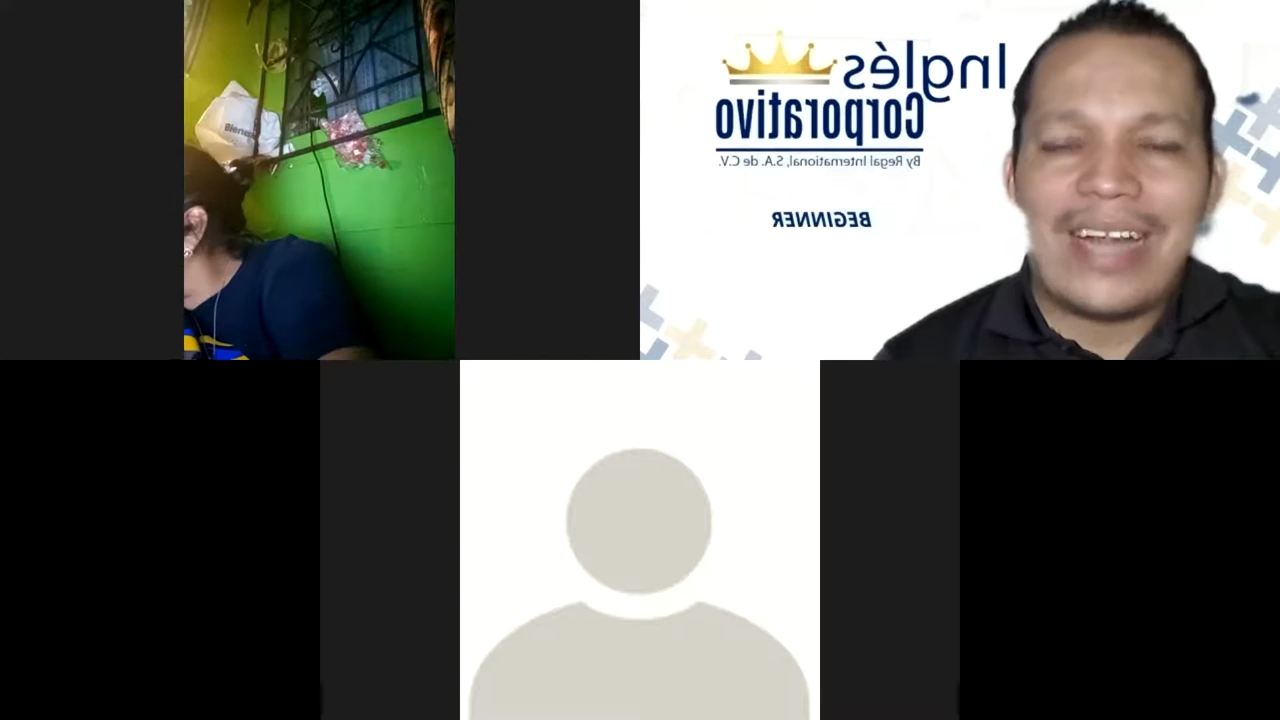 Inglés
Corporativo
By Regal International, S.A. de C.V.
BEGINNER